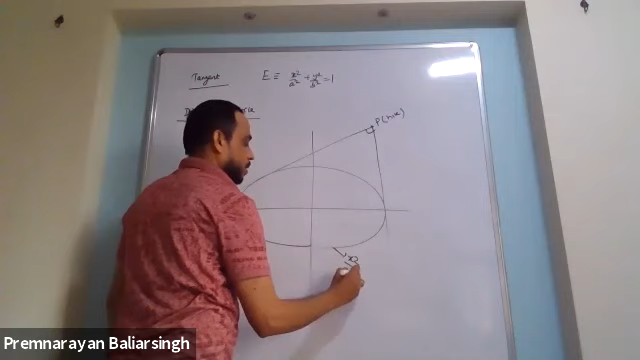 Tangent
E ≡ x²/a² + y²/b² = 1
P(h,k)
Premnarayan Baliarsingh